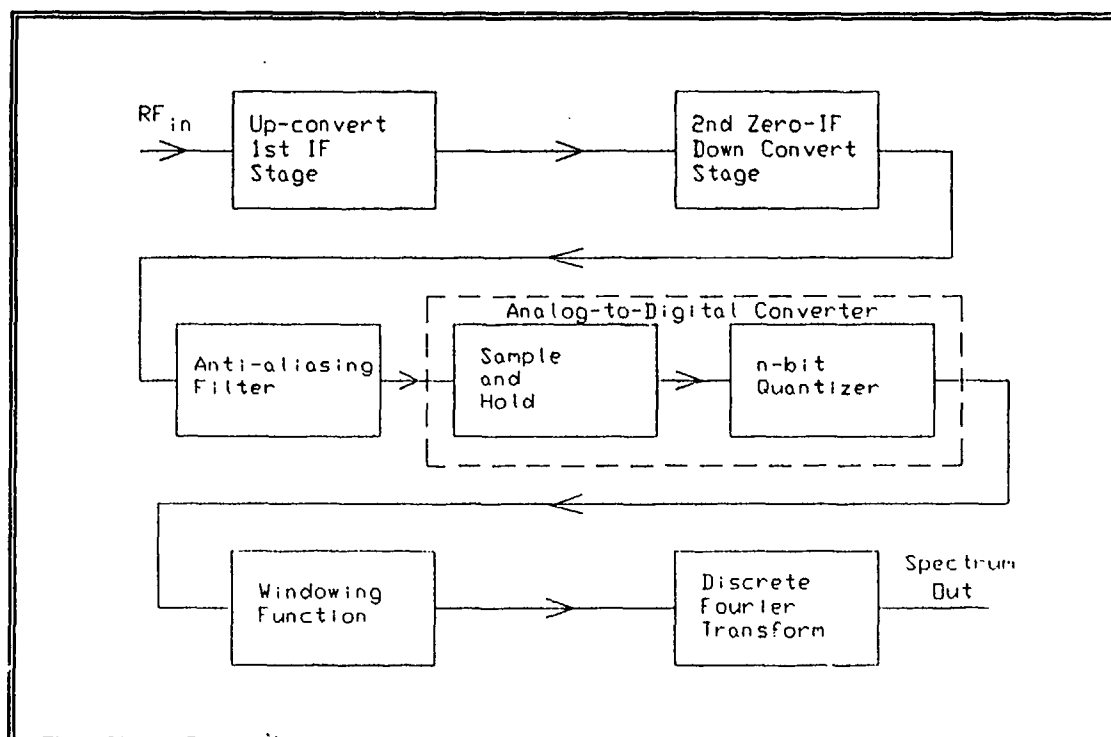 RF in
Up-convert
1st IF
Stage
2nd Zero-IF
Down Convert
Stage
Analog-to-Digital Converter
Anti-aliasing
Filter
Sample
and
Hold
n-bit
Quantizer
Windowing
Function
Discrete
Fourier
Transform
Spectrum
Out